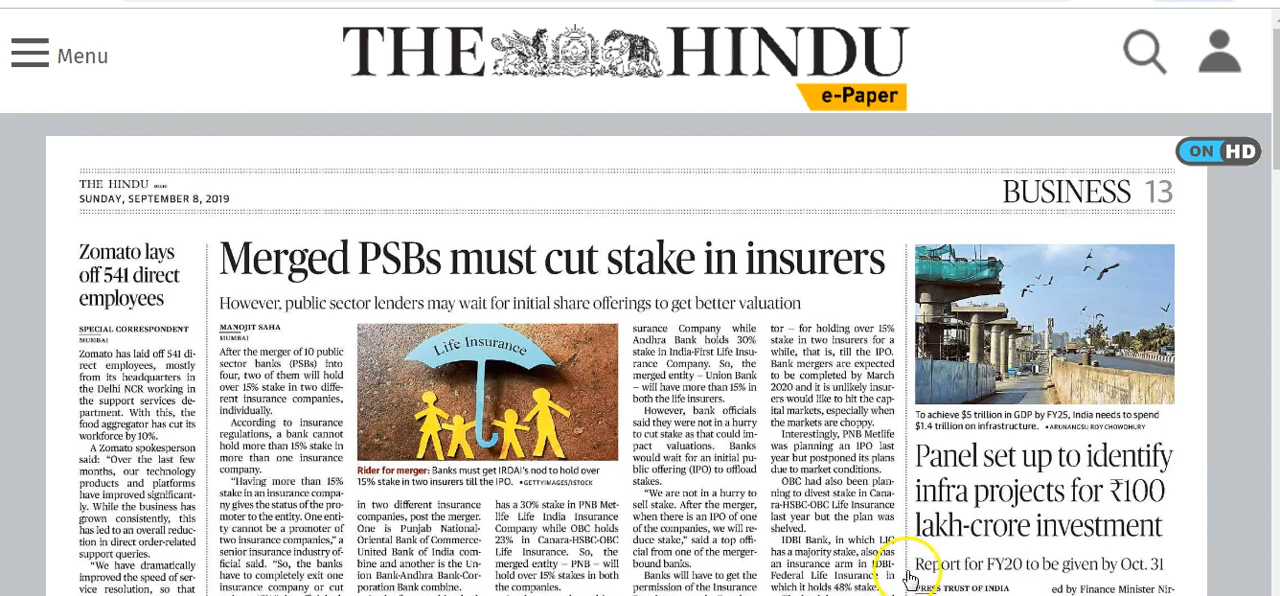 Menu
THE HINDU
e-Paper
ON HD
THE HINDU
SUNDAY, SEPTEMBER 8, 2019
BUSINESS 13
Zomato lays
off 541 direct
employees
SPECIAL CORRESPONDENT
MUMBAI
Zomato has laid off 541 di-
rect employees, mostly
from its headquarters in
the Delhi NCR working in
the support services de-
partment. With this, the
food aggregator has cut its
workforce by 10%.
A Zomato spokesperson
said: “Over the last few
months, our technology
products and platforms
have improved significant-
ly. While the business has
grown consistently, this
has led to an overall reduc-
tion in direct order-related
support queries.
“We have dramatically
improved the speed of ser-
vice resolution, so that
Merged PSBs must cut stake in insurers
However, public sector lenders may wait for initial share offerings to get better valuation
MANOJIT SAHA
MUMBAI
After the merger of 10 public
sector banks (PSBs) into
four, two of them will hold
over 15% stake in two diffe-
rent insurance companies,
individually.
According to insurance
regulations, a bank cannot
hold more than 15% stake in
more than one insurance
company.
“Having more than 15%
stake in an insurance compa-
ny gives the status of the pro-
moter to the entity. One enti-
ty cannot be a promoter of
two insurance companies,” a
senior insurance industry of-
ficial said. “So, the banks
have to completely exit one
insurance company or cut
Life Insurance
Rider for merger: Banks must get IRDAI's nod to hold over
15% stake in two insurers till the IPO. •GETTYIMAGES/ISTOCK
in two different insurance
companies, post the merger.
One is Punjab National-
Oriental Bank of Commerce-
United Bank of India com-
bine and another is the Un-
ion Bank-Andhra Bank-Cor-
poration Bank combine.
has a 30% stake in PNB Met-
life Life India Insurance
Company while OBC holds
23% in Canara-HSBC-OBC
Life Insurance. So, the
merged entity – PNB – will
hold over 15% stakes in both
the companies.
surance Company while
Andhra Bank holds 30%
stake in India-First Life Insu-
rance Company. So, the
merged entity – Union Bank
– will have more than 15% in
both the life insurers.
However, bank officials
said they were not in a hurry
to cut stake as that could im-
pact valuations. Banks
would wait for an initial pu-
blic offering (IPO) to offload
stakes.
“We are not in a hurry to
sell stake. After the merger,
when there is an IPO of one
of the companies, we will re-
duce stake,” said a top offi-
cial from one of the merger-
bound banks.
Banks will have to get the
permission of the Insurance
tor – for holding over 15%
stake in two insurers for a
while, that is, till the IPO.
Bank mergers are expected
to be completed by March
2020 and it is unlikely insur-
ers would like to hit the cap-
ital markets, especially when
the markets are choppy.
Interestingly, PNB Metlife
was planning an IPO last
year but postponed its plans
due to market conditions.
OBC had also been plan-
ning to divest stake in Cana-
ra-HSBC-OBC Life Insurance
last year but the plan was
shelved.
IDBI Bank, in which LIC
has a majority stake, also has
an insurance arm in IDBI-
Federal Life Insurance in
which it holds 48% stake.
To achieve $5 trillion in GDP by FY25, India needs to spend
$1.4 trillion on infrastructure. •ARUNANGSU ROY CHOWDHURY
Panel set up to identify
infra projects for ₹100
lakh-crore investment
Report for FY20 to be given by Oct. 31
PRESS TRUST OF INDIA
ed by Finance Minister Nir-